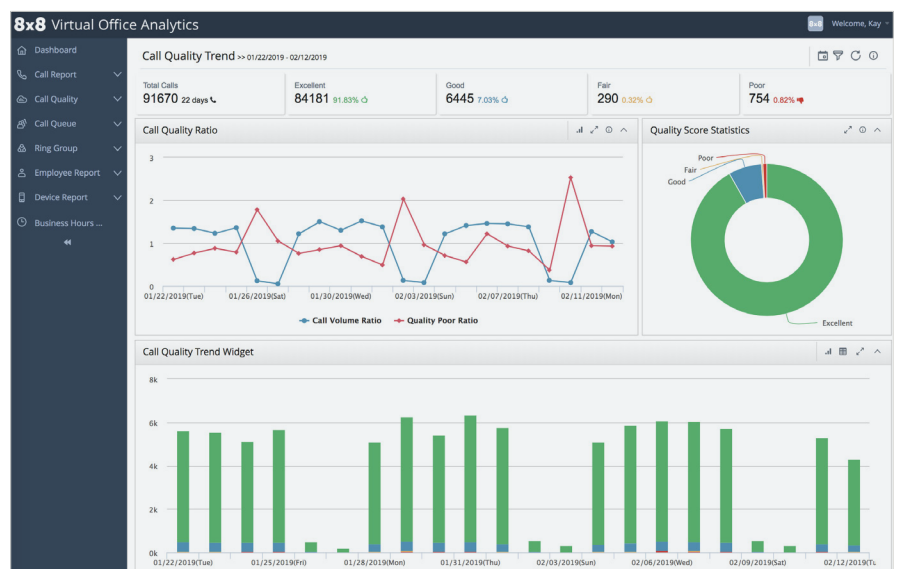 8x8 Virtual Office Analytics
8x8 Welcome, Kay
Dashboard
Call Report
Call Quality
Call Queue
Ring Group
Employee Report
Device Report
Business Hours ...
Call Quality Trend >> 01/22/2019 - 02/12/2019
Total Calls
91670 22 days
Excellent
84181 91.83%
Good
6445 7.03%
Fair
290 0.32%
Poor
754 0.82%
Call Quality Ratio
3
2
1
0
01/22/2019(Tue) 01/26/2019(Sat) 01/30/2019(Wed) 02/03/2019(Sun) 02/07/2019(Thu) 02/11/2019(Mon)
Call Volume Ratio Quality Poor Ratio
Quality Score Statistics
Poor
Fair
Good
Excellent
Call Quality Trend Widget
8k
6k
4k
2k
0k
01/22/2019(Tue) 01/25/2019(Fri) 01/28/2019(Mon) 01/31/2019(Thu) 02/03/2019(Sun) 02/06/2019(Wed) 02/09/2019(Sat) 02/12/2019(Tu